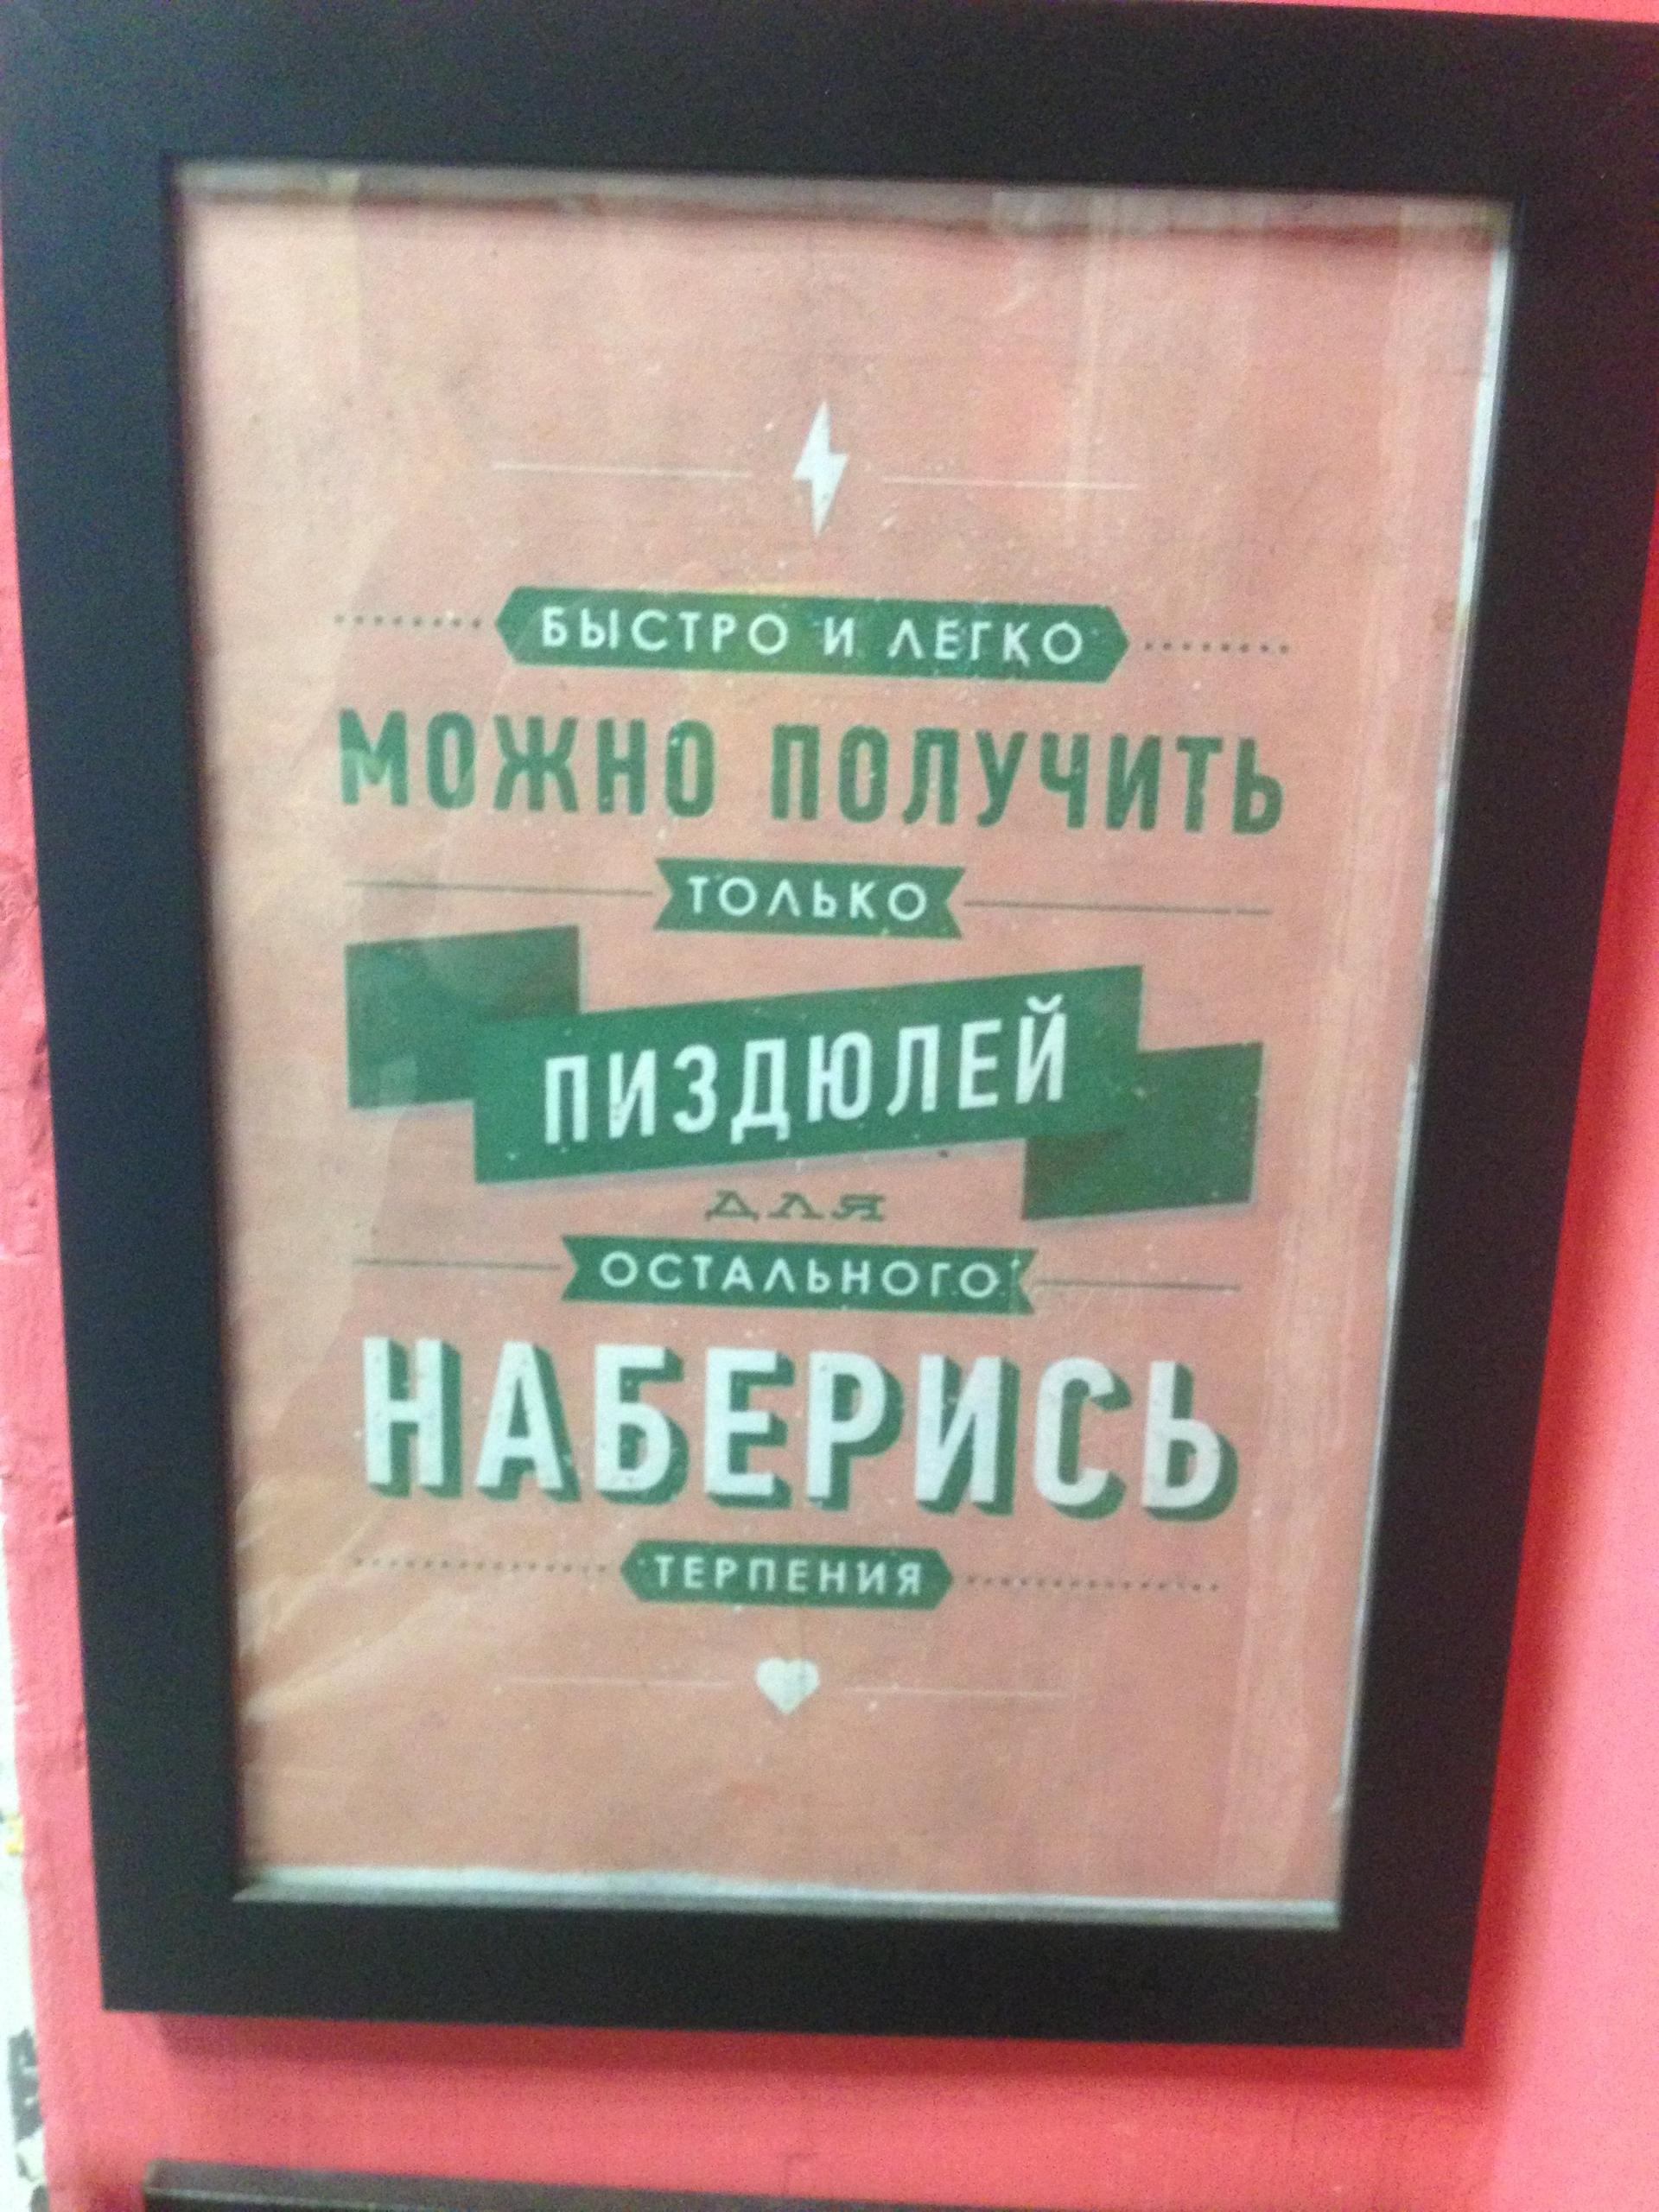 БЫСТРО И ЛЕГКО
МОЖНО ПОЛУЧИТЬ
ТОЛЬКО
ПИЗДЮЛЕЙ
ДЛЯ
ОСТАЛЬНОГО
НАБЕРИСЬ
ТЕРПЕНИЯ